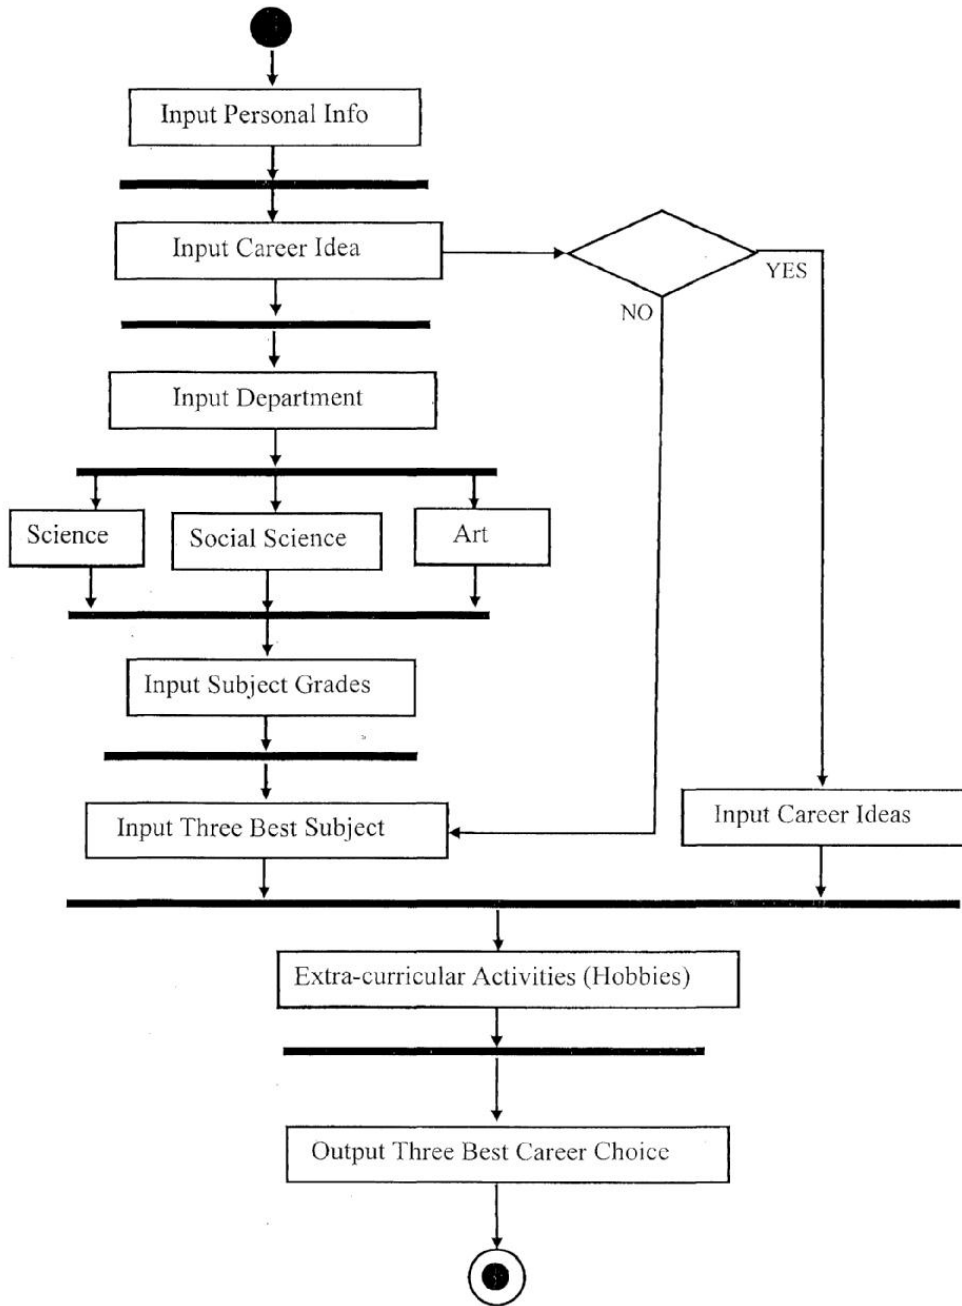 Input Personal Info
Input Career Idea
YES
NO
Input Department
Science
Social Science
Art
Input Subject Grades
Input Three Best Subject
Input Career Ideas
Extra-curricular Activities (Hobbies)
Output Three Best Career Choice